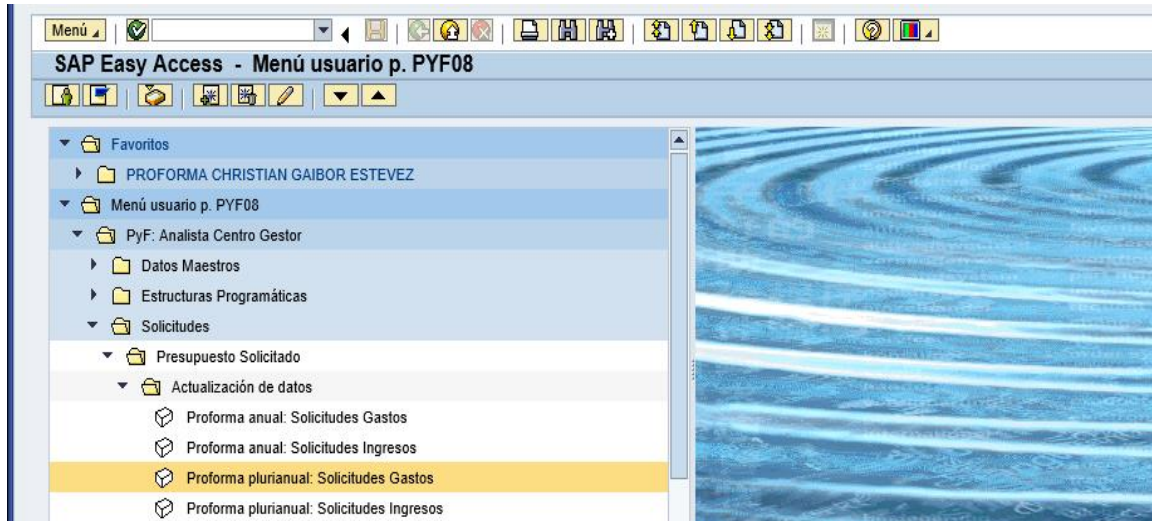 Menú
SAP Easy Access - Menú usuario p. PYF08
Favoritos
PROFORMA CHRISTIAN GAIBOR ESTEVEZ
Menú usuario p. PYF08
PyF: Analista Centro Gestor
Datos Maestros
Estructuras Programáticas
Solicitudes
Presupuesto Solicitado
Actualización de datos
Proforma anual: Solicitudes Gastos
Proforma anual: Solicitudes Ingresos
Proforma plurianual: Solicitudes Gastos
Proforma plurianual: Solicitudes Ingresos